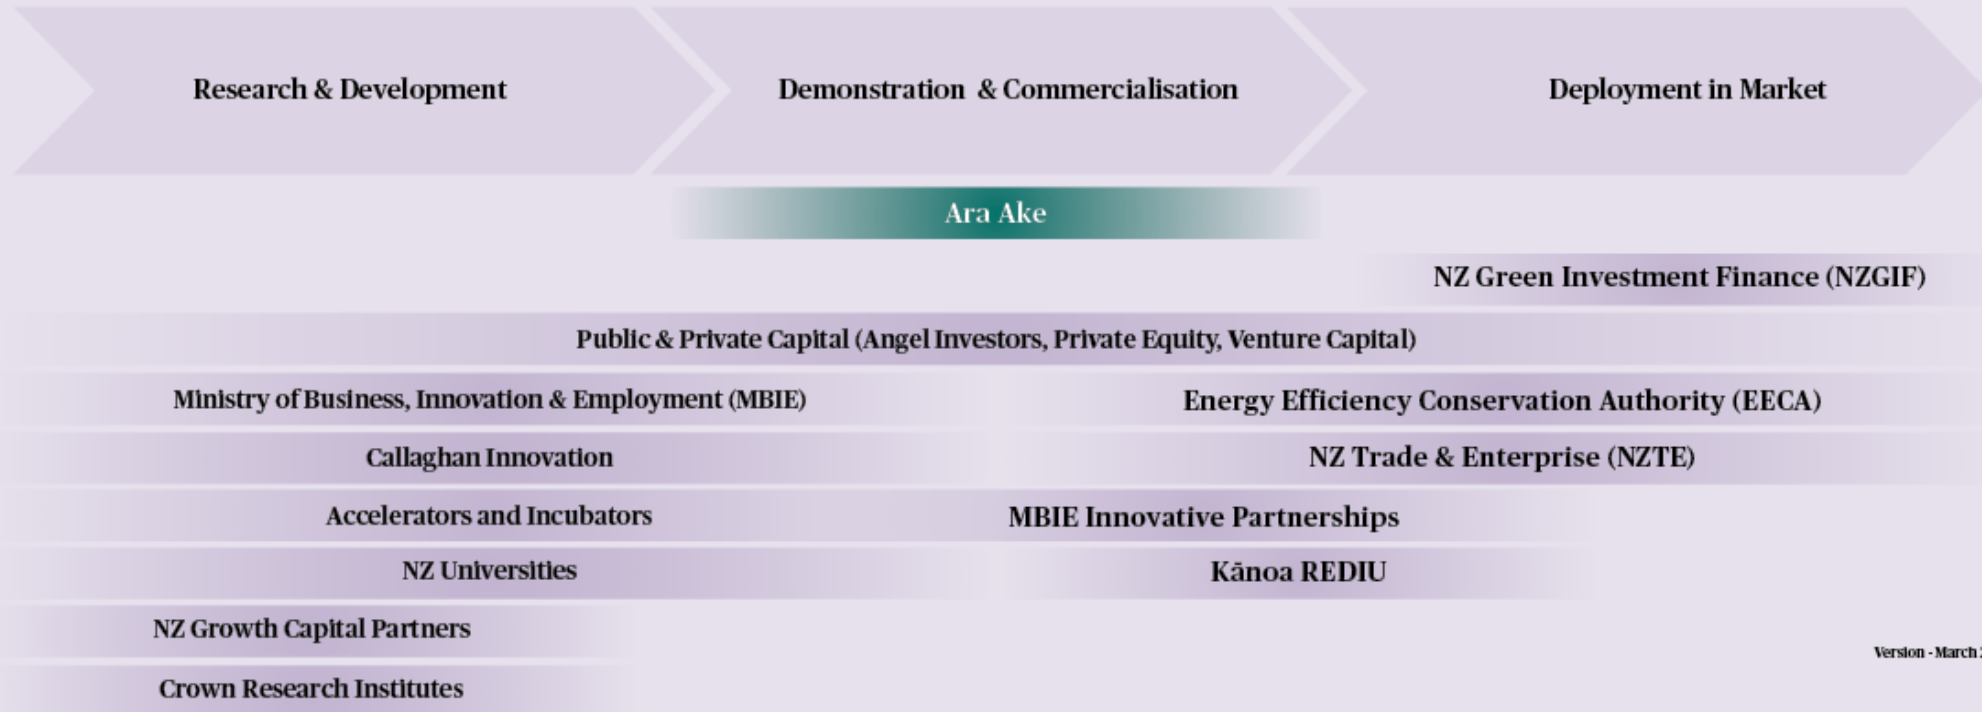 Research & Development
Demonstration & Commercialisation
Deployment in Market
Ara Ake
NZ Green Investment Finance (NZGIF)
Public & Private Capital (Angel Investors, Private Equity, Venture Capital)
Ministry of Business, Innovation & Employment (MBIE)
Energy Efficiency Conservation Authority (EECA)
Callaghan Innovation
NZ Trade & Enterprise (NZTE)
Accelerators and Incubators
MBIE Innovative Partnerships
NZ Universities
Kānoa REDIU
NZ Growth Capital Partners
Version - March
Crown Research Institutes